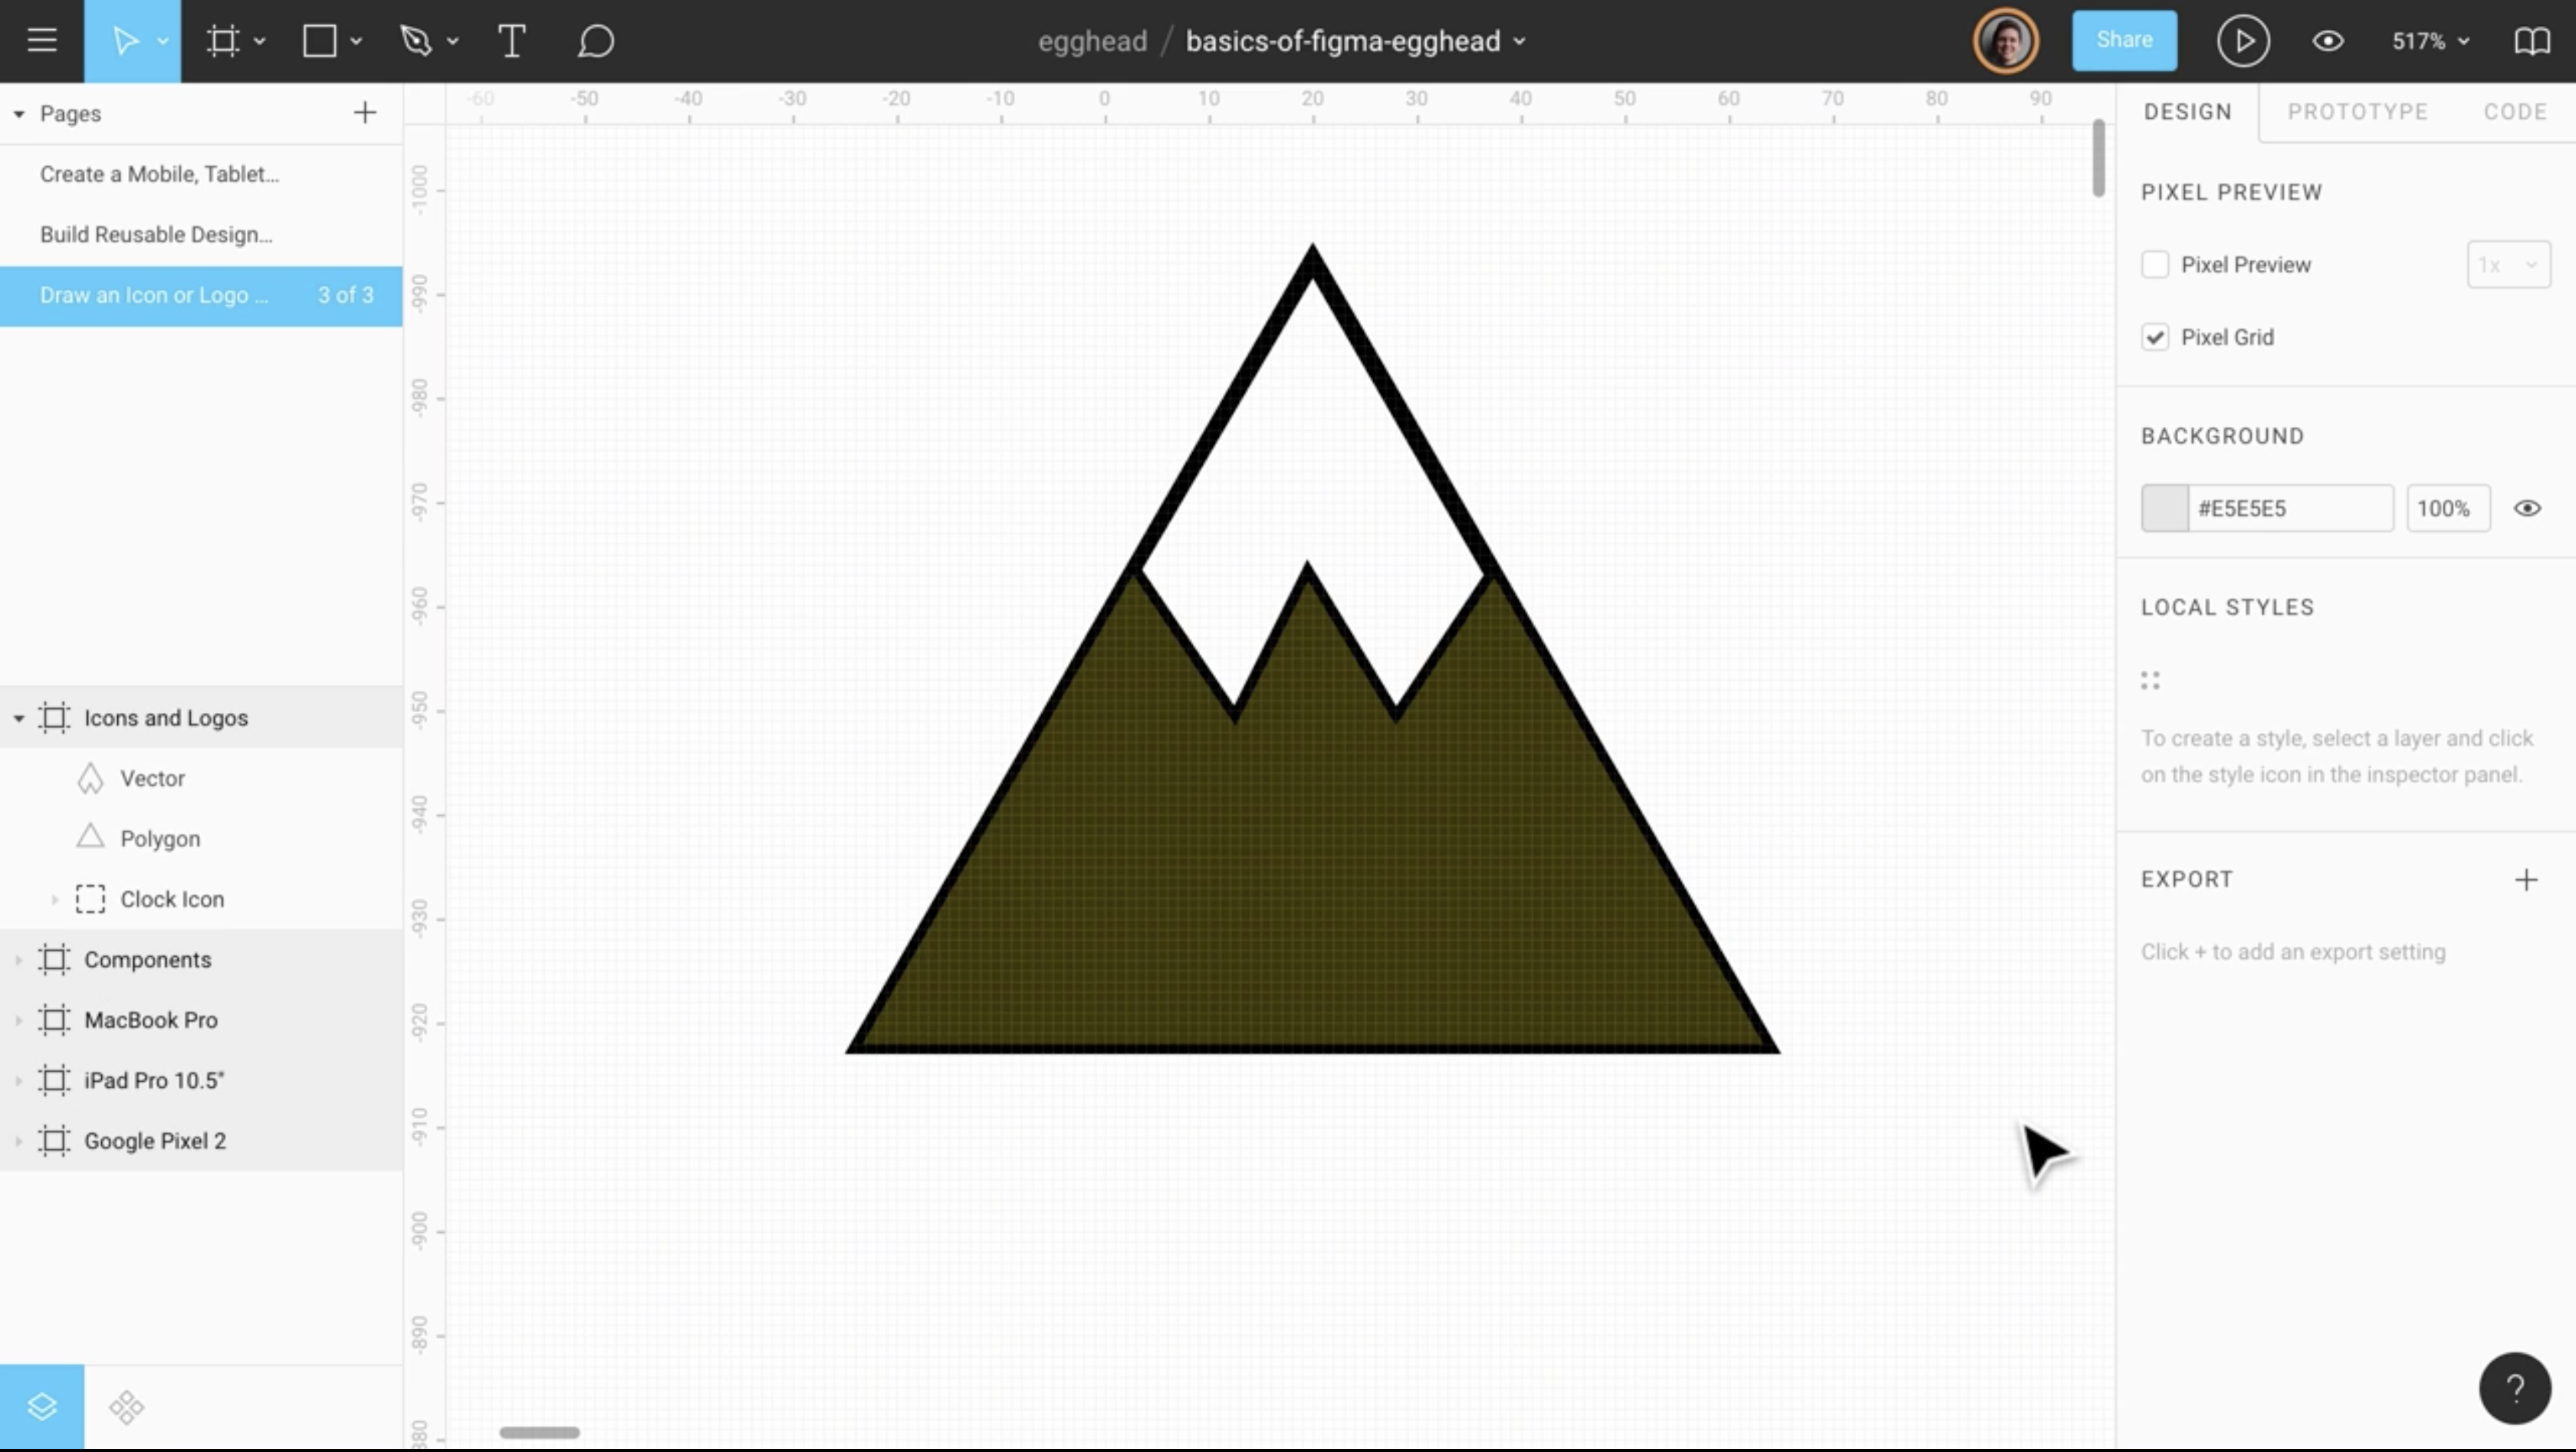 egghead / basics-of-figma-egghead
Share
517%
Pages
Create a Mobile, Tablet...
Build Reusable Design...
Draw an Icon or Logo ... 3 of 3
Icons and Logos
Vector
Polygon
Clock Icon
Components
MacBook Pro
iPad Pro 10.5"
Google Pixel 2
-60 -50 -40 -30 -20 -10 0 10 20 30 40 50 60 70 80 90
-1000
-990
-980
-970
-960
-950
-940
-930
-920
-910
-900
-890
DESIGN PROTOTYPE CODE
PIXEL PREVIEW
Pixel Preview 1x
Pixel Grid
BACKGROUND
#E5E5E5 100%
LOCAL STYLES
To create a style, select a layer and click
on the style icon in the inspector panel.
EXPORT
Click + to add an export setting
?